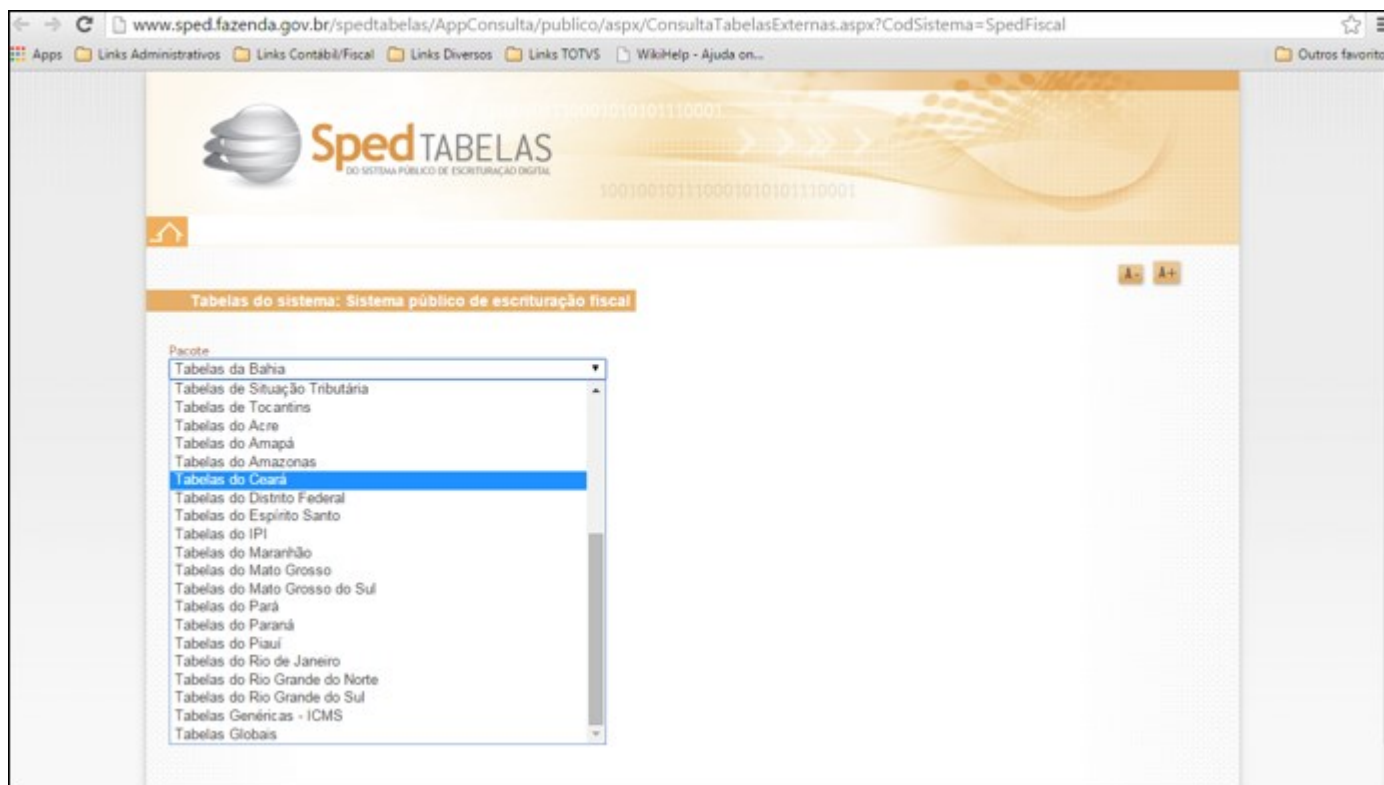 www.sped.fazenda.gov.br/spedtabelas/AppConsulta/publico/aspx/ConsultaTabelasExternas.aspx?CodSistema=SpedFiscal
Apps Links Administrativos Links Contábil/Fiscal Links Diversos Links TOTVS WikiHelp - Ajuda on... Outros favorito
10001010101110001
Sped TABELAS
DO SISTEMA PÚBLICO DE ESCRITURAÇÃO DIGITAL
100100101110001010101110001
A- A+
Tabelas do sistema: Sistema público de escrituração fiscal
Pacote
Tabelas da Bahia
Tabelas de Situação Tributária
Tabelas de Tocantins
Tabelas do Acre
Tabelas do Amapá
Tabelas do Amazonas
Tabelas do Ceará
Tabelas do Distrito Federal
Tabelas do Espírito Santo
Tabelas do IPI
Tabelas do Maranhão
Tabelas do Mato Grosso
Tabelas do Mato Grosso do Sul
Tabelas do Pará
Tabelas do Paraná
Tabelas do Piauí
Tabelas do Rio de Janeiro
Tabelas do Rio Grande do Norte
Tabelas do Rio Grande do Sul
Tabelas Genéricas - ICMS
Tabelas Globais